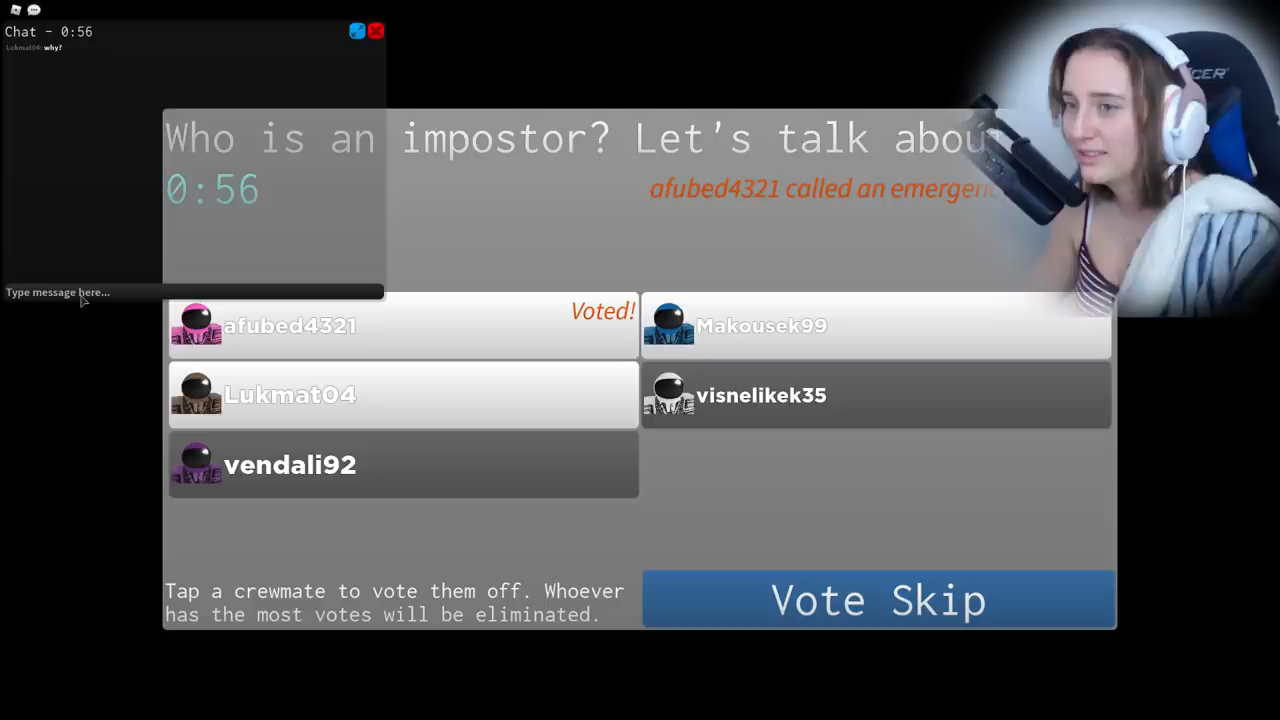 Chat - 0:56
Lukmat04: why?
Who is an impostor? Let's talk abou
0:56
afubed4321 called an emergen
Type message here...
afubed4321
Voted!
Makousek99
Lukmat04
visnelikek35
vendali92
Tap a crewmate to vote them off. Whoever
has the most votes will be eliminated.
Vote Skip
CER